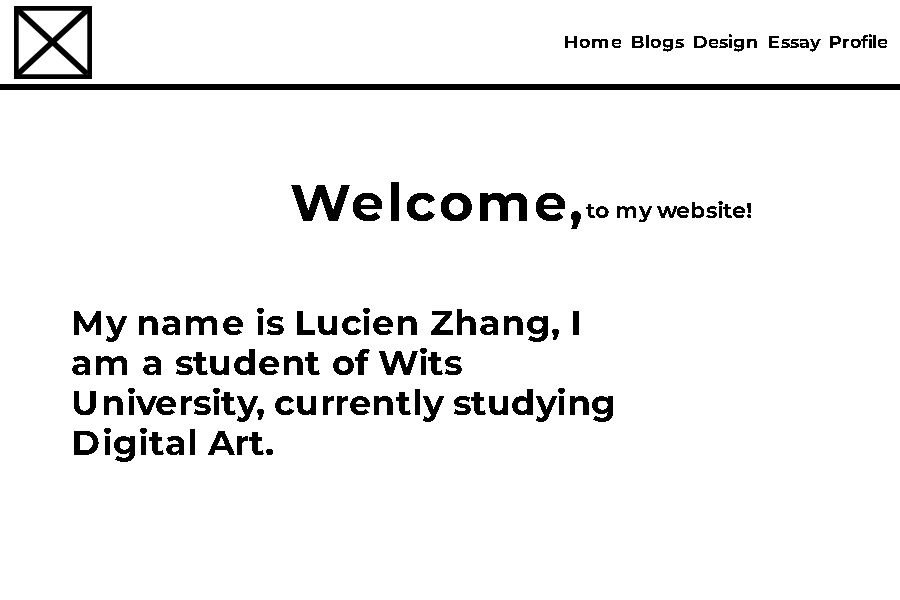 Home Blogs Design Essay Profile
Welcome, to my website!
My name is Lucien Zhang, I
am a student of Wits
University, currently studying
Digital Art.